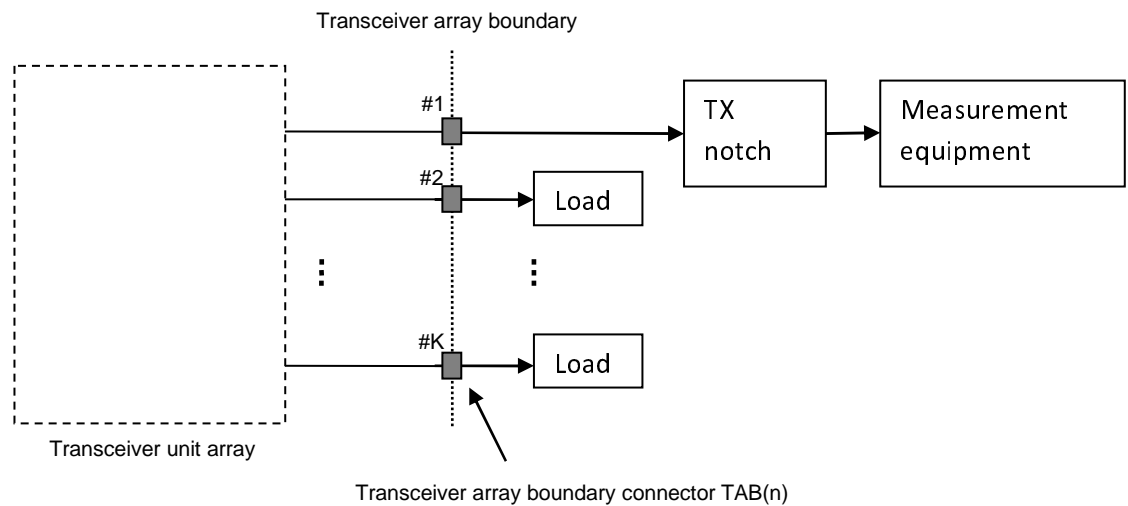 Transceiver array boundary
#1
TX
notch
Measurement
equipment
#2
Load
#K
Load
Transceiver unit array
Transceiver array boundary connector TAB(n)